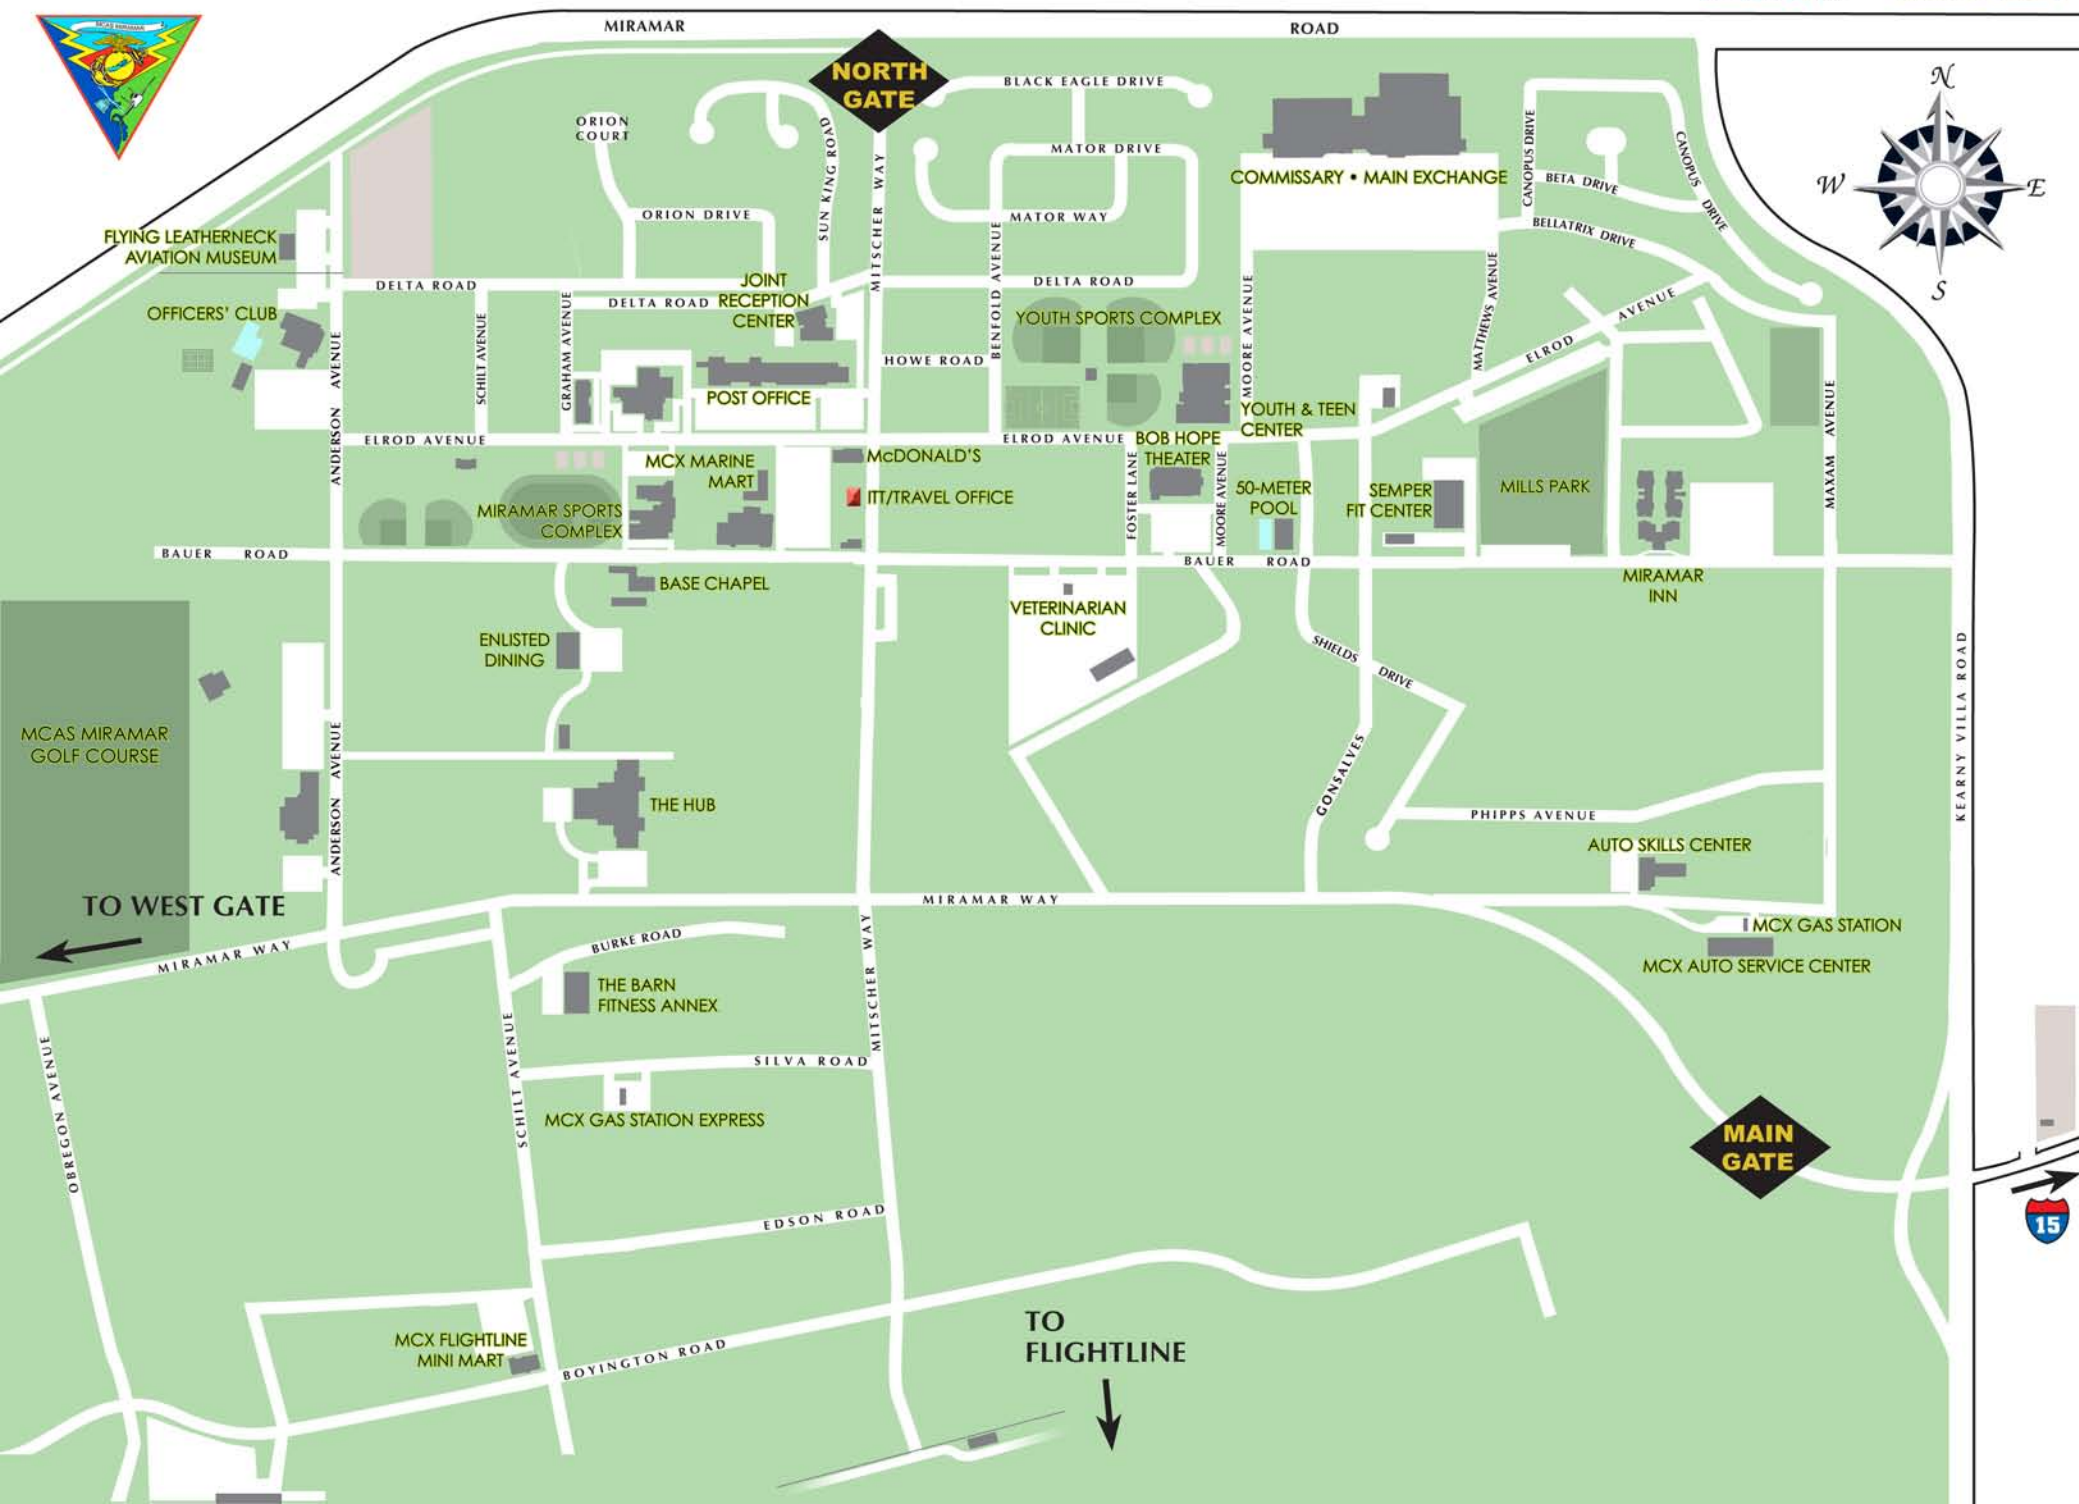 MCAS MIRAMAR
MIRAMAR
ROAD
NORTH
GATE
BLACK EAGLE DRIVE
ORION
COURT
MATOR DRIVE
SUN KING ROAD
MITSCHER WAY
COMMISSARY • MAIN EXCHANGE
CANOPUS DRIVE
BETA DRIVE
CANOPUS DRIVE
N
W
E
S
ORION DRIVE
MATOR WAY
BELLATRIX DRIVE
FLYING LEATHERNECK
AVIATION MUSEUM
BENFOLD AVENUE
DELTA ROAD
DELTA ROAD
JOINT
RECEPTION
CENTER
DELTA ROAD
MOORE AVENUE
MATTHEWS AVENUE
OFFICERS' CLUB
YOUTH SPORTS COMPLEX
ELROD AVENUE
SCHILT AVENUE
GRAHAM AVENUE
ANDERSON AVENUE
HOWE ROAD
POST OFFICE
YOUTH & TEEN
CENTER
MAXAM AVENUE
ELROD AVENUE
ELROD AVENUE
BOB HOPE
THEATER
MCX MARINE
MART
McDONALD'S
ITT/TRAVEL OFFICE
FOSTER LANE
MOORE AVENUE
50-METER
POOL
SEMPER
FIT CENTER
MILLS PARK
MIRAMAR SPORTS
COMPLEX
BAUER ROAD
BAUER ROAD
BASE CHAPEL
MIRAMAR
INN
VETERINARIAN
CLINIC
ENLISTED
DINING
SHIELDS DRIVE
KEARNY VILLA ROAD
MCAS MIRAMAR
GOLF COURSE
ANDERSON AVENUE
GONSALVES
THE HUB
PHIPPS AVENUE
AUTO SKILLS CENTER
TO WEST GATE
MIRAMAR WAY
MIRAMAR WAY
MCX GAS STATION
MCX AUTO SERVICE CENTER
BURKE ROAD
MITSCHER WAY
THE BARN
FITNESS ANNEX
OBREGON AVENUE
SCHILT AVENUE
SILVA ROAD
MCX GAS STATION EXPRESS
MAIN
GATE
15
EDSON ROAD
TO
FLIGHTLINE
MCX FLIGHTLINE
MINI MART
BOYINGTON ROAD